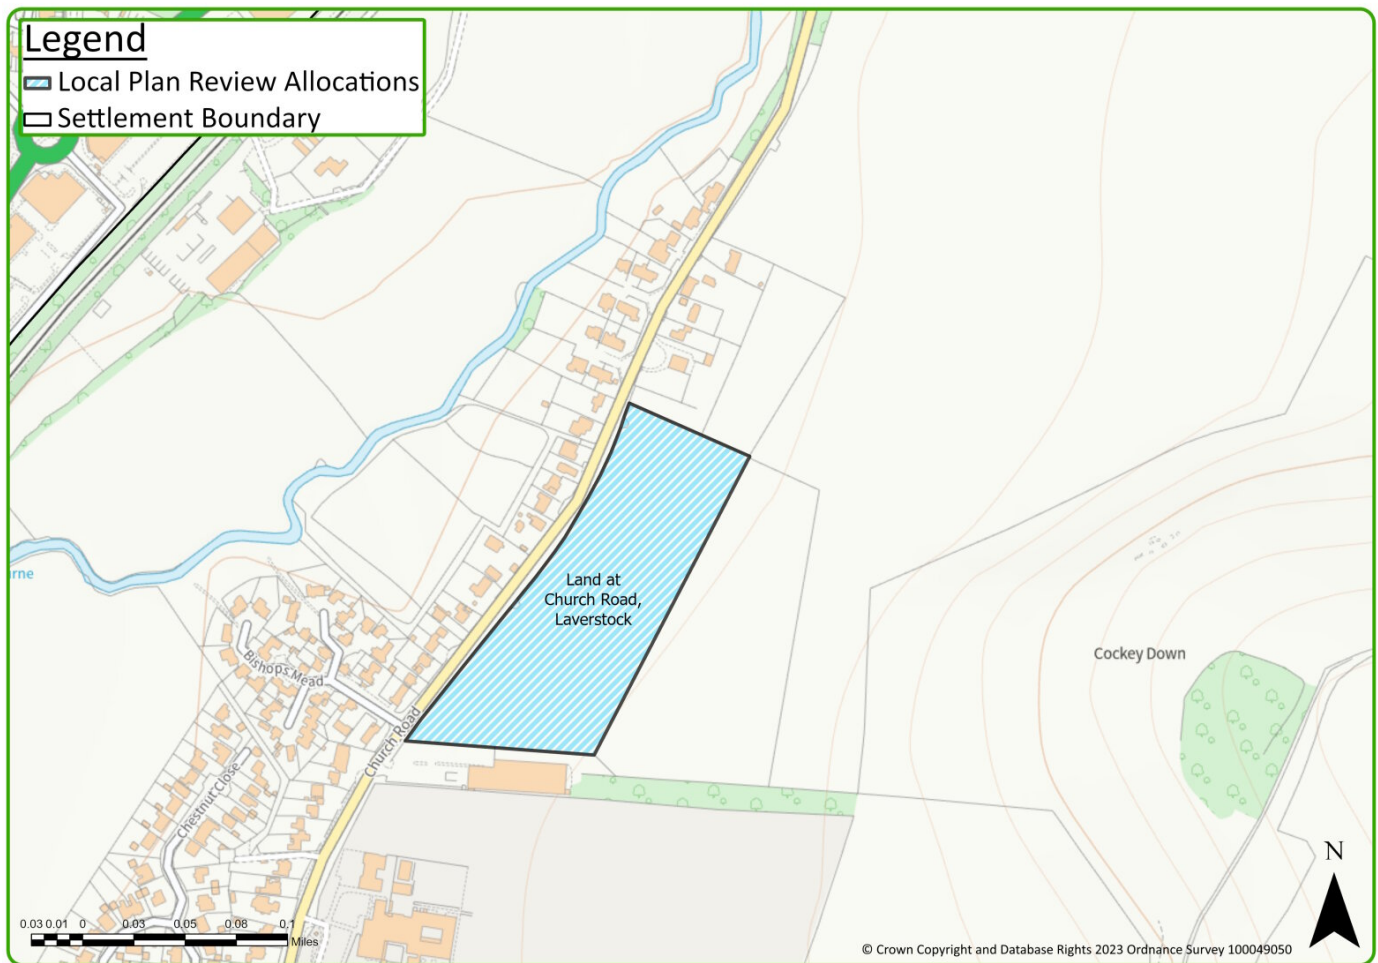 Legend
Local Plan Review Allocations
Settlement Boundary
Land at
Church Road,
Laverstock
rne
Bishops Mead
Church Road
Chestnut Close
Cockey Down
N
0.03 0.01 0 0.03 0.05 0.08 0.1
Miles
© Crown Copyright and Database Rights 2023 Ordnance Survey 100049050